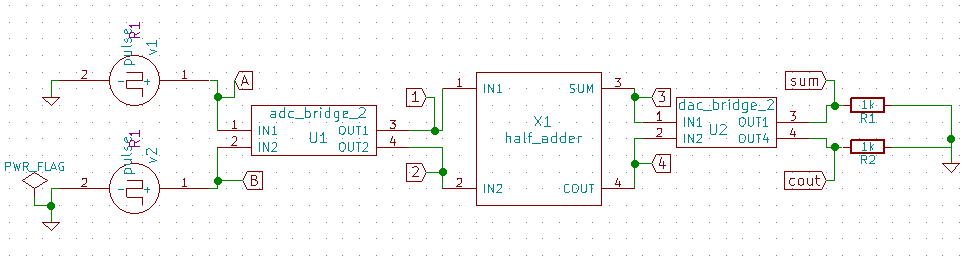 R1
pulse
v1
2
1
A
1
adc_bridge_2
1
IN1
OUT1
3
2
IN2
OUT2
4
U1
2
R1
pulse
v2
2
1
B
PWR_FLAG
1
IN1
SUM
3
X1
half_adder
2
IN2
COUT
4
3
4
dac_bridge_2
1
IN1
OUT1
3
2
IN2
OUT4
4
U2
sum
cout
1k
R1
1k
R2